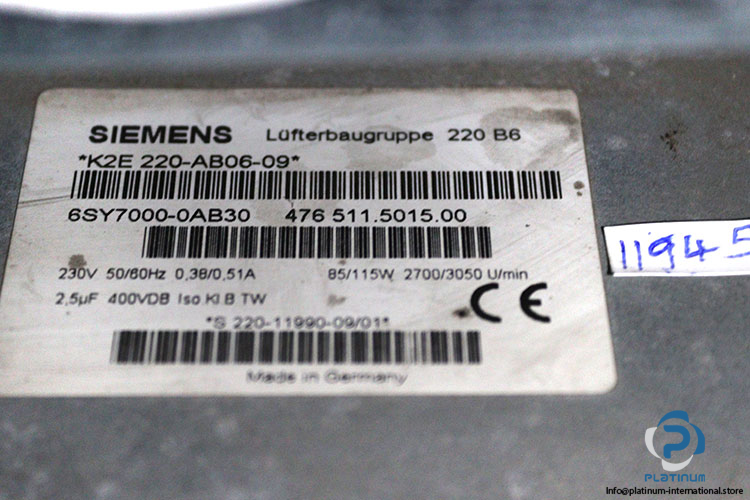 SIEMENS Lüfterbaugruppe 220 B6
*K2E 220-AB06-09*
6SY7000-0AB30 476 511.5015.00
230V 50/60Hz 0,38/0,51A 85/115W 2700/3050 U/min
2,5µF 400VDB Iso Kl B TW CE
*S 220-11990-09/01*
Made in Germany
11945
PLATINUM
Info@platinum-international.store